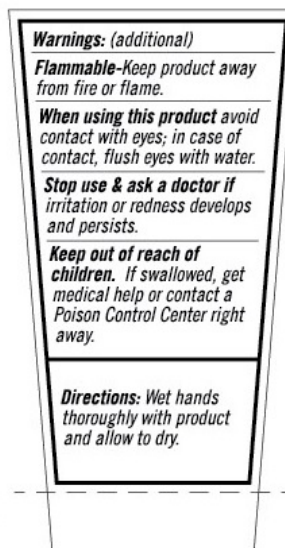 Warnings: (additional)
Flammable-Keep product away
from fire or flame.
When using this product avoid
contact with eyes; in case of
contact, flush eyes with water.
Stop use & ask a doctor if
irritation or redness develops
and persists.
Keep out of reach of
children. If swallowed, get
medical help or contact a
Poison Control Center right
away.
Directions: Wet hands
thoroughly with product
and allow to dry.